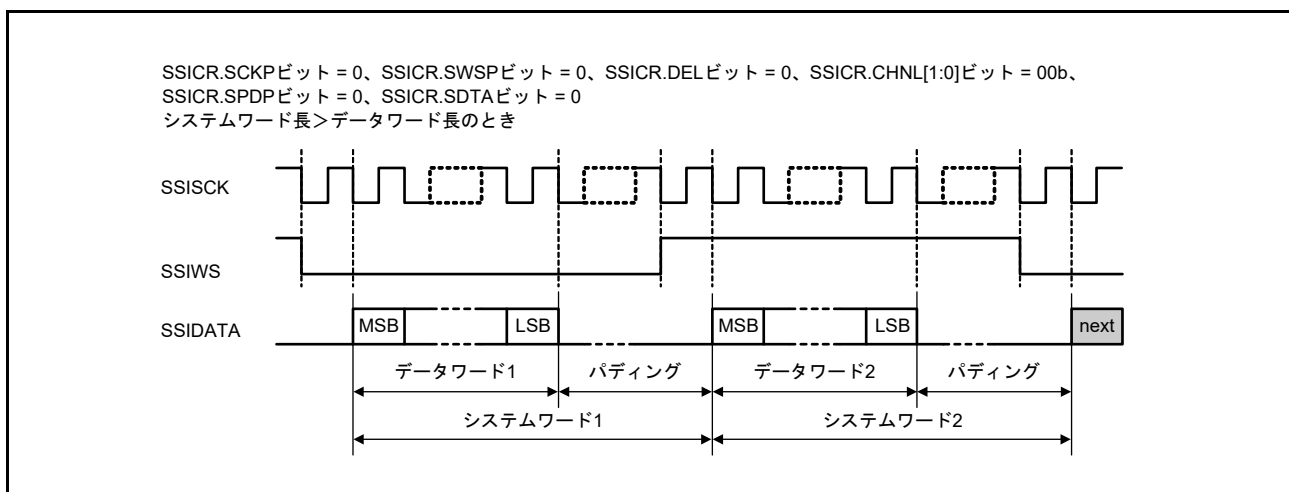 SSICR.SCKPビット = 0、SSICR.SWSPビット = 0、SSICR.DELビット = 0、SSICR.CHNL[1:0]ビット = 00b、
SSICR.SPDPビット = 0、SSICR.SDTAビット = 0
システムワード長＞データワード長のとき
SSISCK
SSIWS
SSIDATA MSB LSB MSB LSB next
データワード1 パディング データワード2 パディング
システムワード1 システムワード2